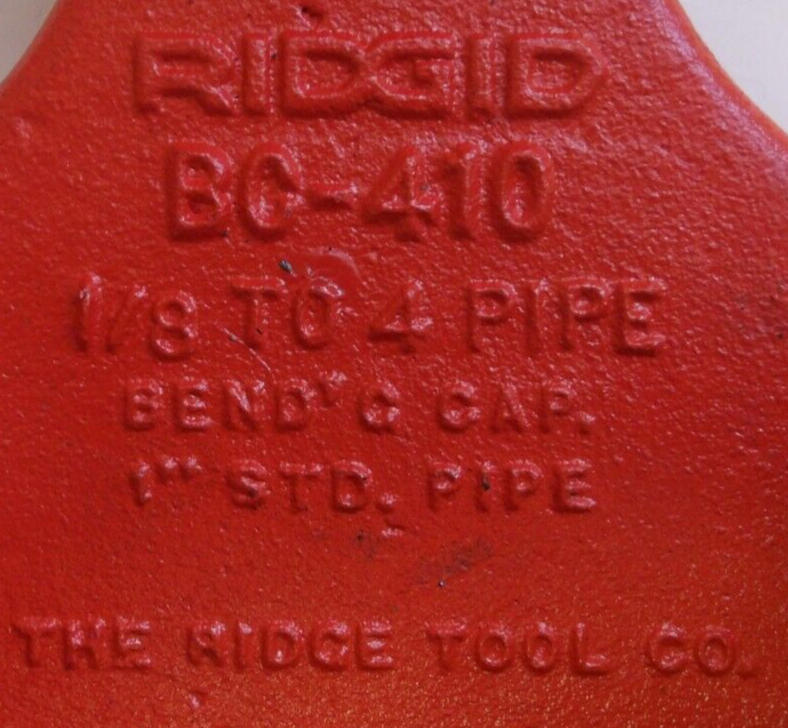 RIDGID
BC-410
1/8 TO 4 PIPE
BEND'G CAP.
1" STD. PIPE
THE RIDGE TOOL CO.